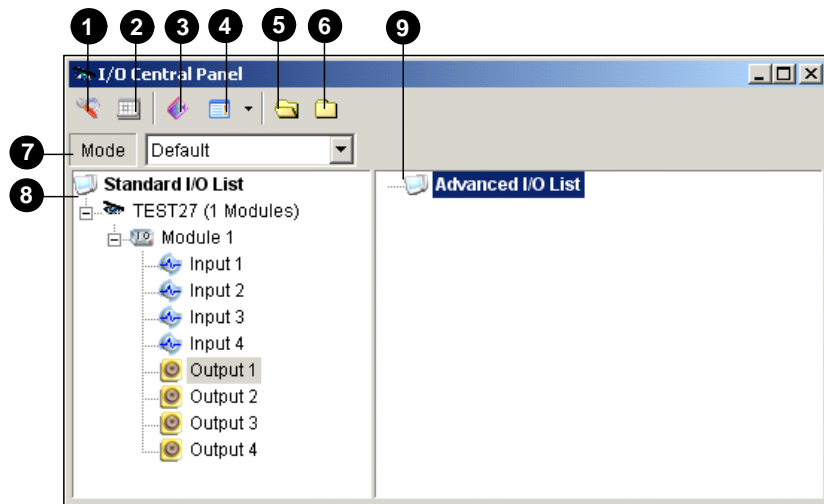 1 2 3 4 5 6 9
I/O Central Panel
7 Mode Default
8 Standard I/O List
TEST27 (1 Modules)
Module 1
Input 1
Input 2
Input 3
Input 4
Output 1
Output 2
Output 3
Output 4
Advanced I/O List